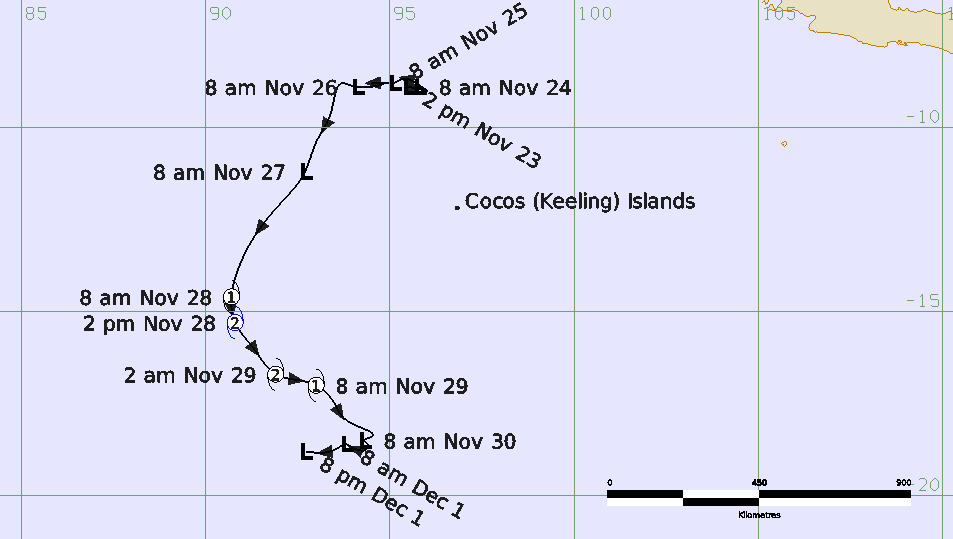 85
90
95
100
105
1
8 am Nov 25
8 am Nov 26
L
L
8 am Nov 24
2 pm Nov 23
-10
8 am Nov 27
L
Cocos (Keeling) Islands
8 am Nov 28
1
-15
2 pm Nov 28
2
2 am Nov 29
2
1
8 am Nov 29
L
L
8 am Nov 30
L
8 am Dec 1
8 pm Dec 1
0
450
900
-20
Kilometres